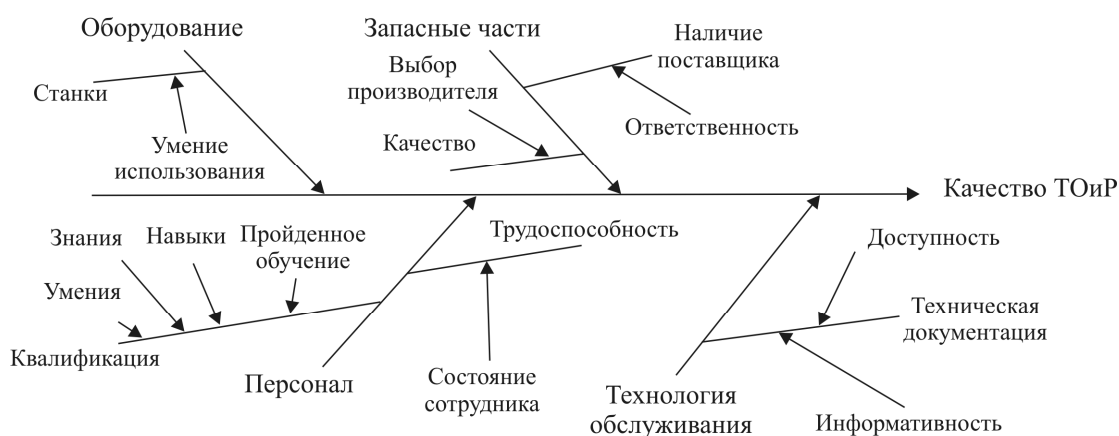 Оборудование
Запасные части
Наличие
поставщика
Выбор
производителя
Станки
Ответственность
Умение
использования
Качество
Качество ТОиР
Знания
Навыки
Пройденное
обучение
Трудоспособность
Доступность
Умения
Техническая
документация
Квалификация
Персонал
Состояние
сотрудника
Технология
обслуживания
Информативность